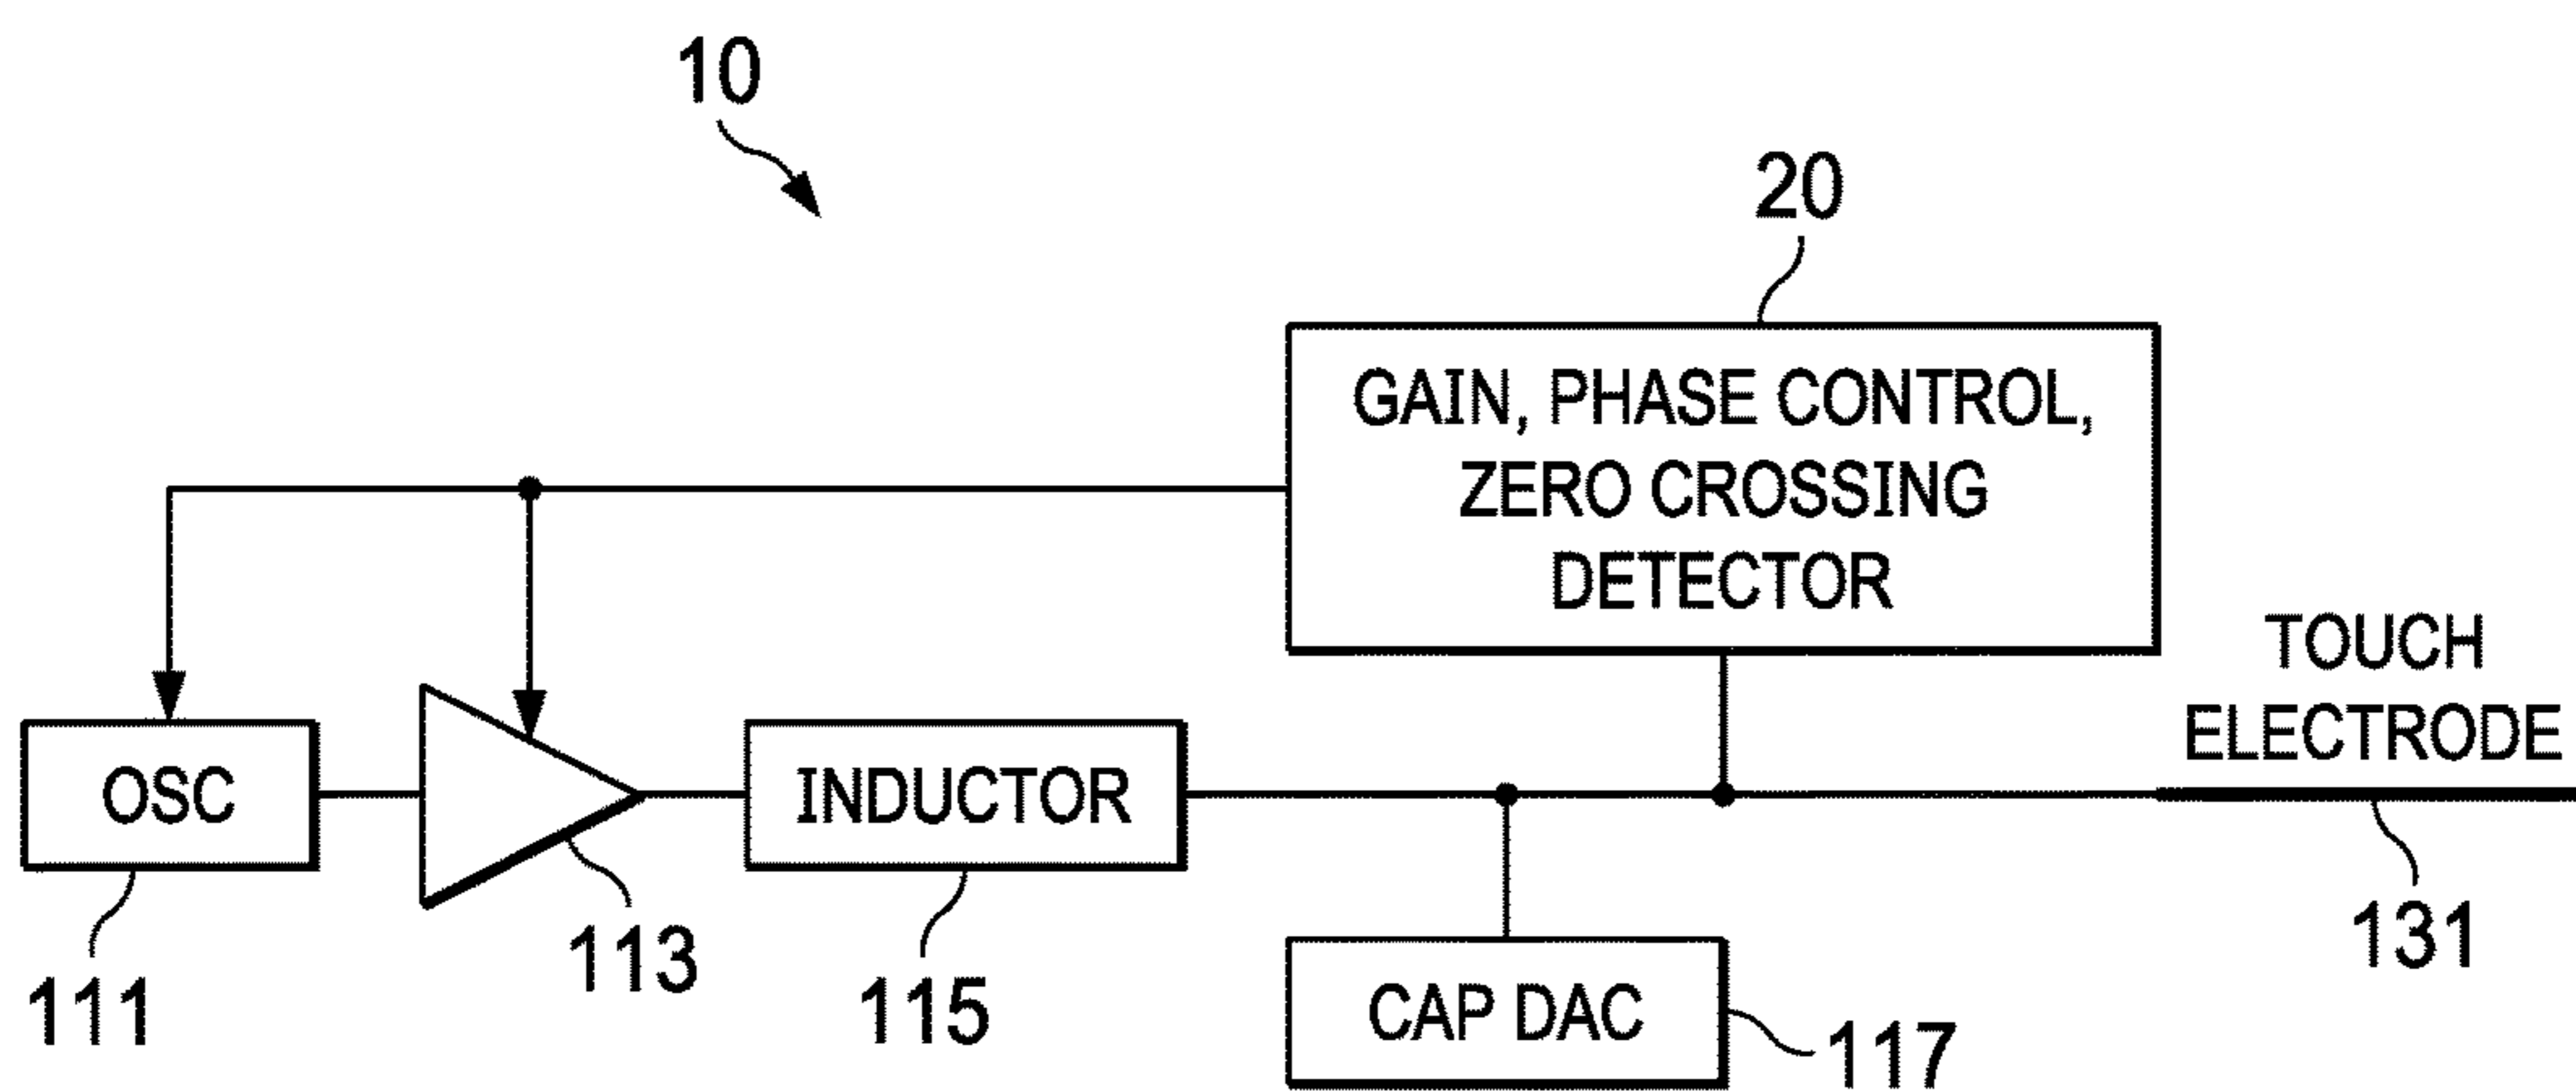 10
20
GAIN, PHASE CONTROL,
ZERO CROSSING
DETECTOR
TOUCH
ELECTRODE
OSC
INDUCTOR
111
113
115
131
CAP DAC
117